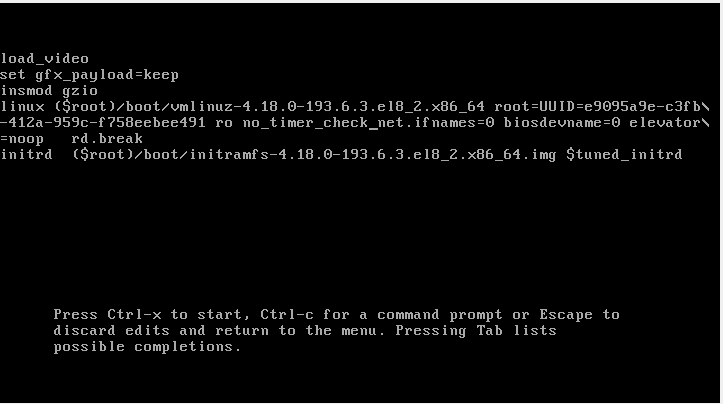 load_video
set gfx_payload=keep
insmod gzio
linux ($root)/boot/vmlinuz-4.18.0-193.6.3.el8_2.x86_64 root=UUID=e9095a9e-c3fb\
-412a-959c-f758eebee491 ro no_timer_check_net.ifnames=0 biosdevname=0 elevator\
=noop   rd.break
initrd  ($root)/boot/initramfs-4.18.0-193.6.3.el8_2.x86_64.img $tuned_initrd
Press Ctrl-x to start, Ctrl-c for a command prompt or Escape to
discard edits and return to the menu. Pressing Tab lists
possible completions.